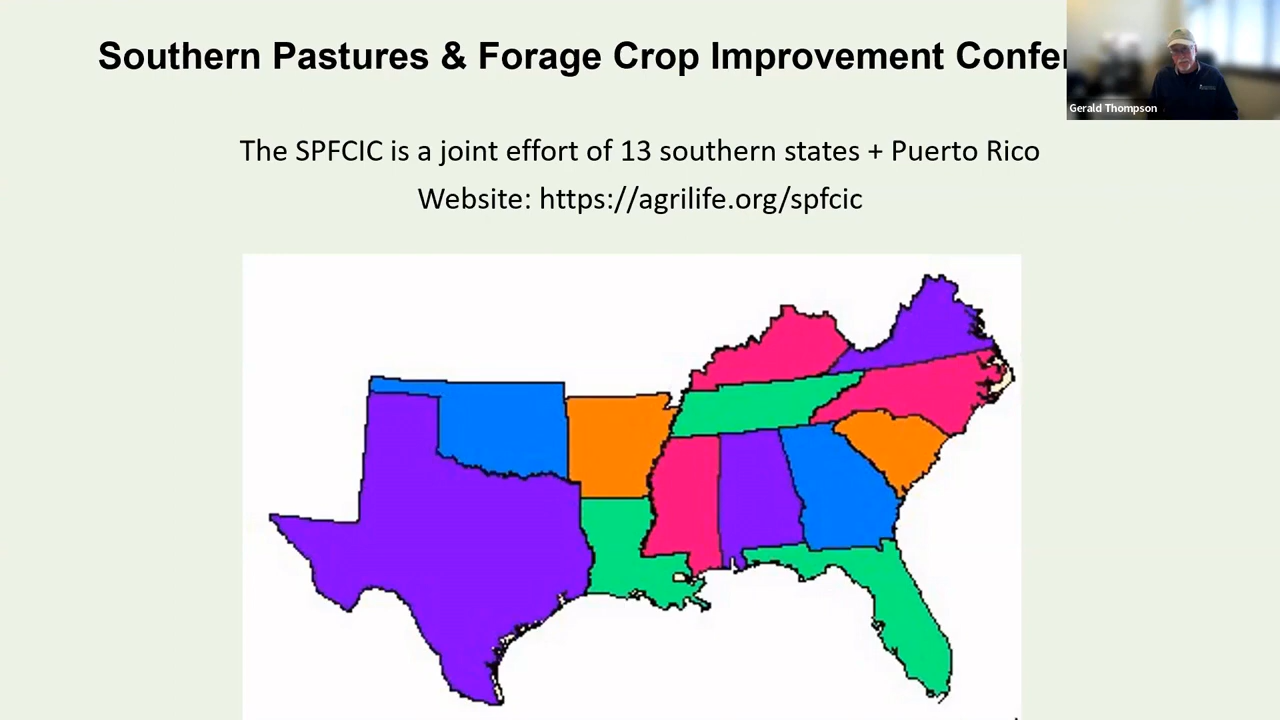 Southern Pastures & Forage Crop Improvement Confer
Gerald Thompson
The SPFCIC is a joint effort of 13 southern states + Puerto Rico
Website: https://agrilife.org/spfcic